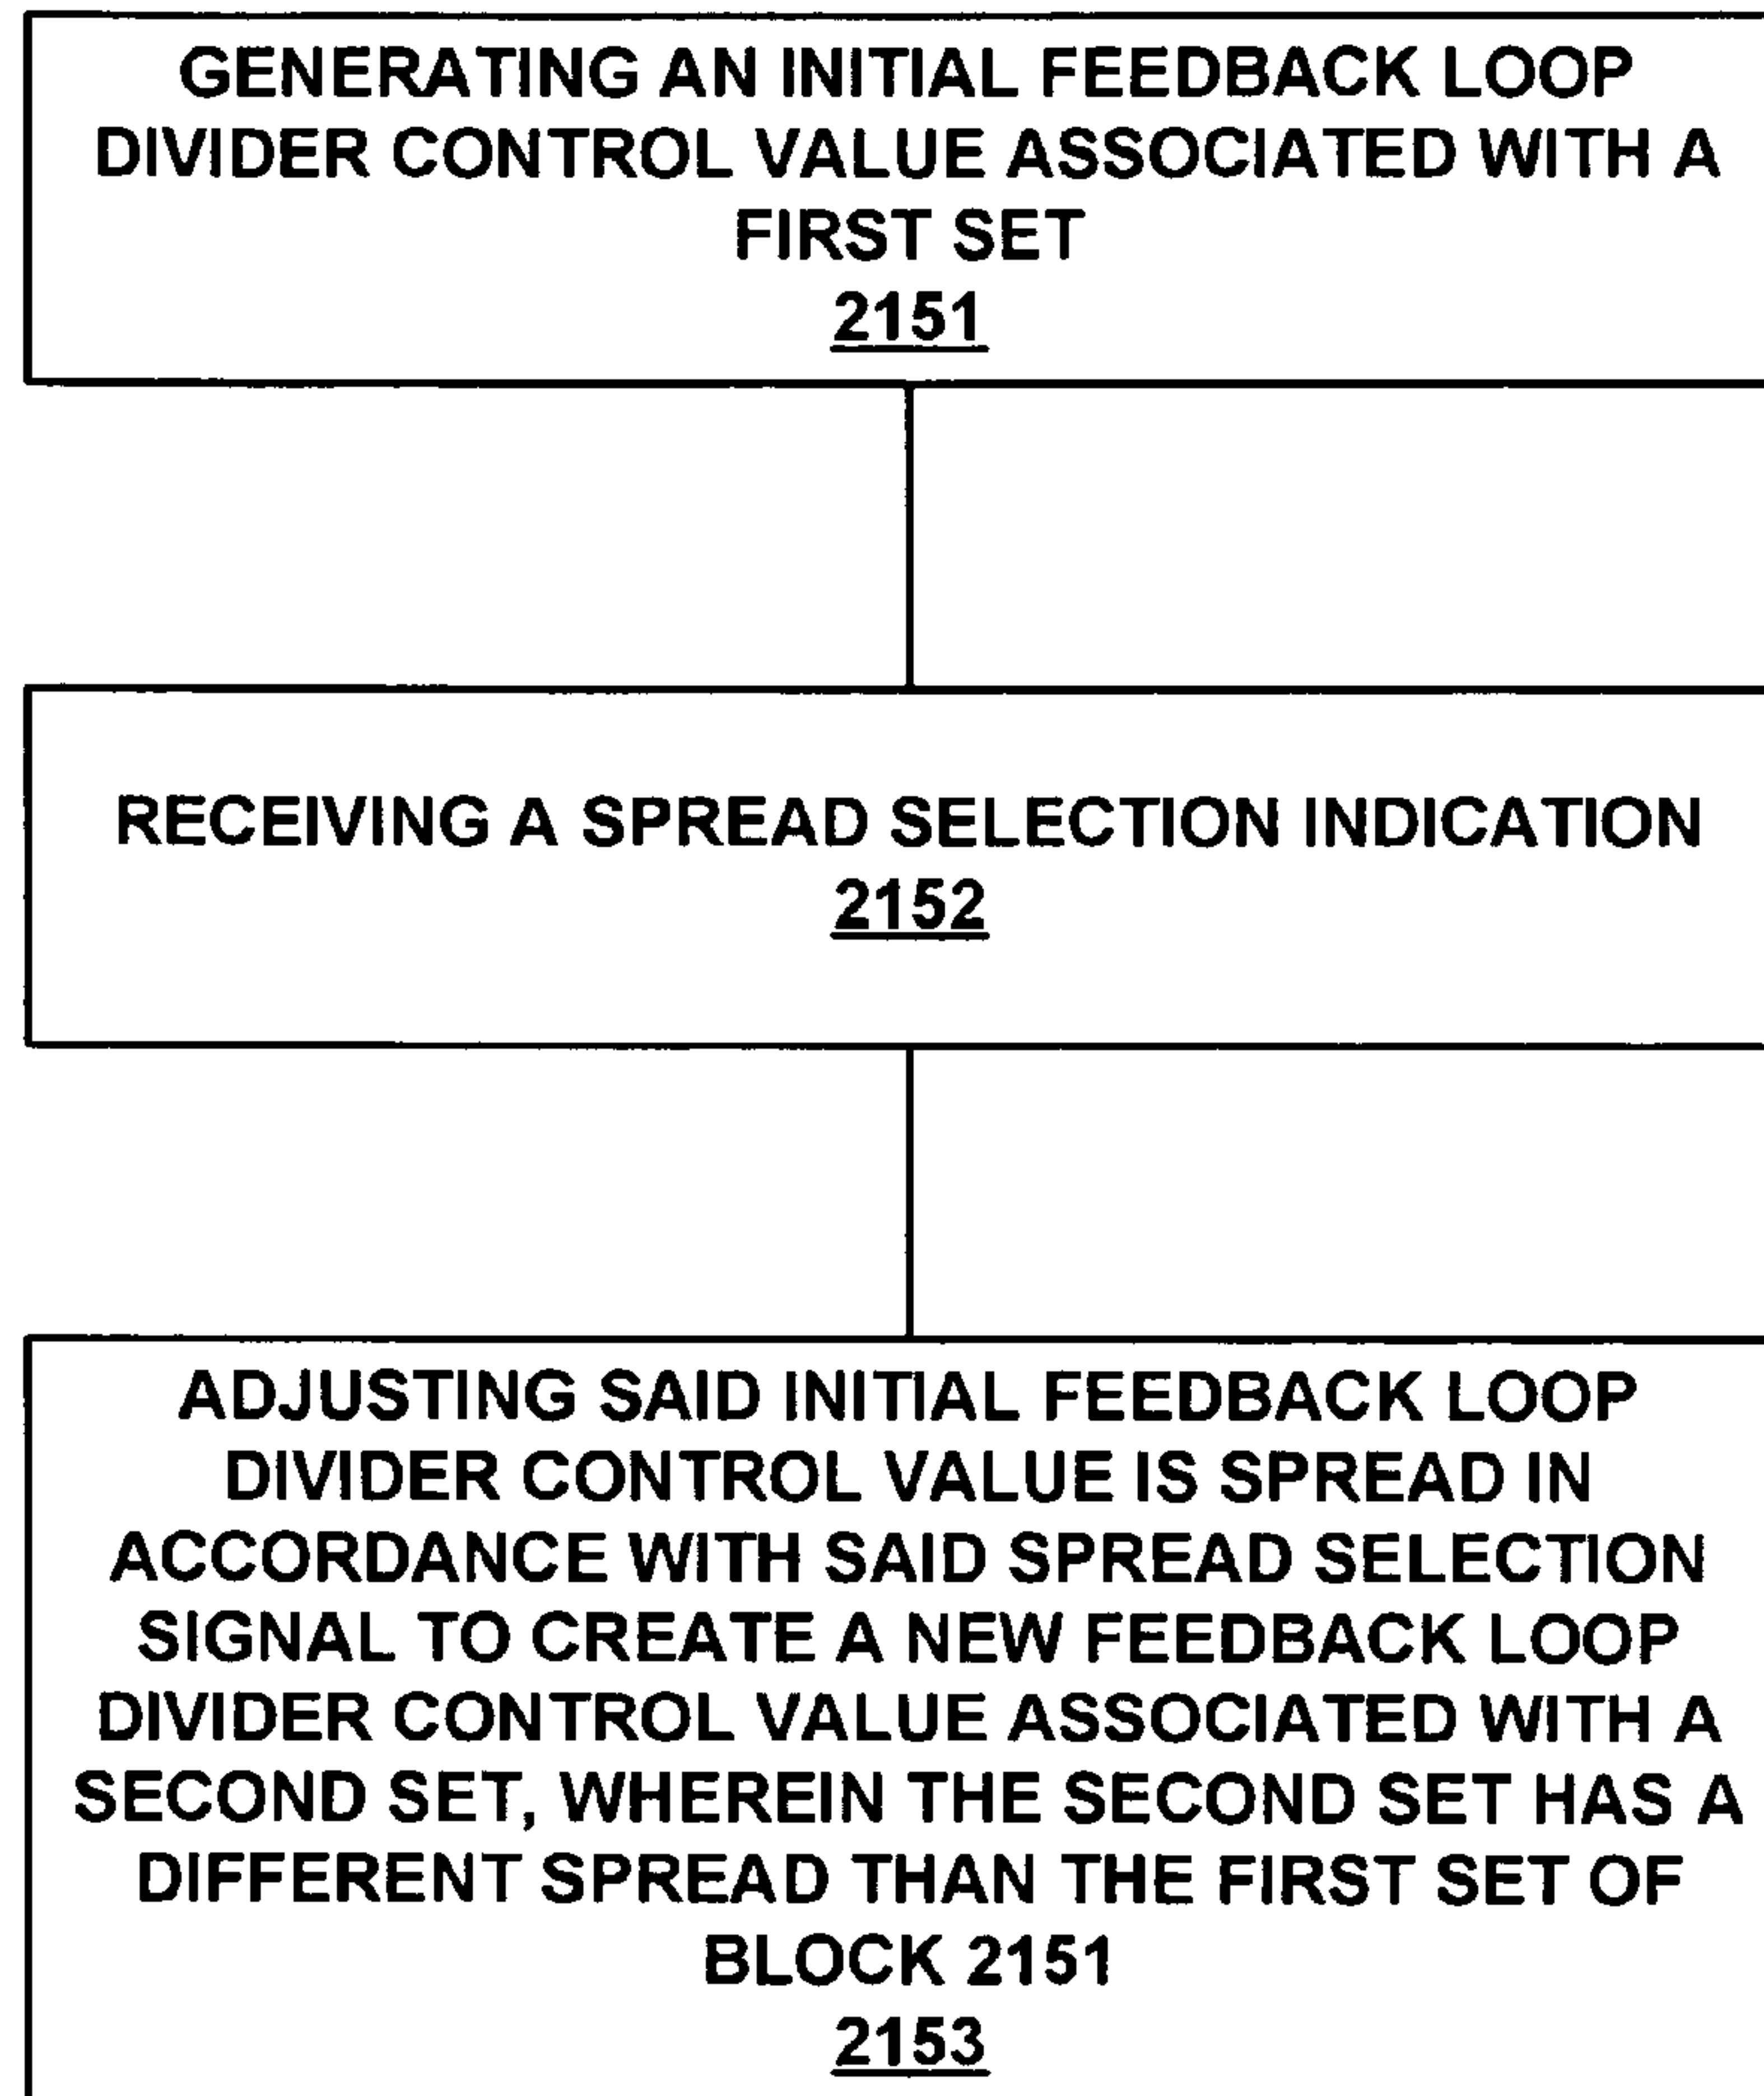 GENERATING AN INITIAL FEEDBACK LOOP
DIVIDER CONTROL VALUE ASSOCIATED WITH A
FIRST SET
2151
RECEIVING A SPREAD SELECTION INDICATION
2152
ADJUSTING SAID INITIAL FEEDBACK LOOP
DIVIDER CONTROL VALUE IS SPREAD IN
ACCORDANCE WITH SAID SPREAD SELECTION
SIGNAL TO CREATE A NEW FEEDBACK LOOP
DIVIDER CONTROL VALUE ASSOCIATED WITH A
SECOND SET, WHEREIN THE SECOND SET HAS A
DIFFERENT SPREAD THAN THE FIRST SET OF
BLOCK 2151
2153